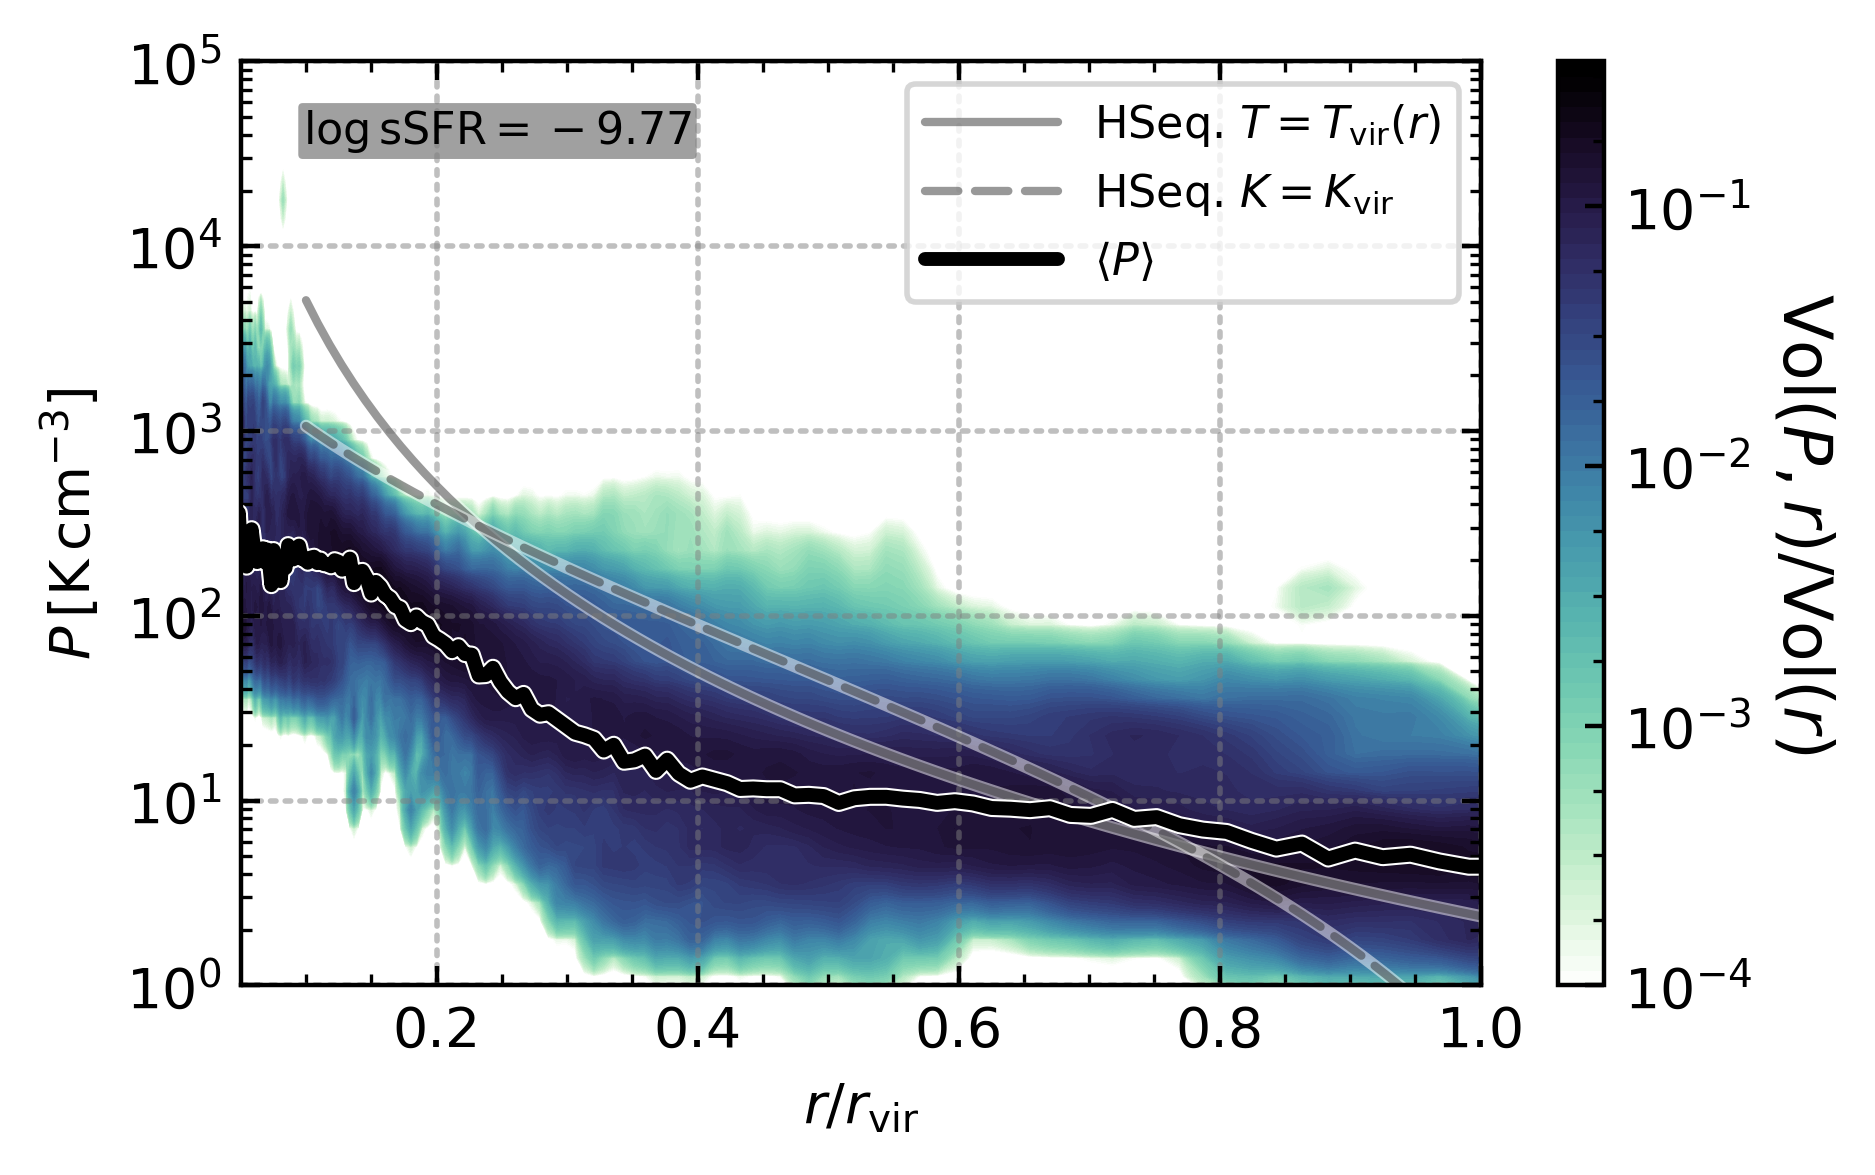 log sSFR = −9.77
HSeq. T = T_vir(r)
HSeq. K = K_vir
⟨P⟩
10^5
10^4
10^3
10^2
10^1
10^0
P [K cm^−3]
0.2 0.4 0.6 0.8 1.0
r/r_vir
10^−1
10^−2
10^−3
10^−4
Vol(P, r)/Vol(r)